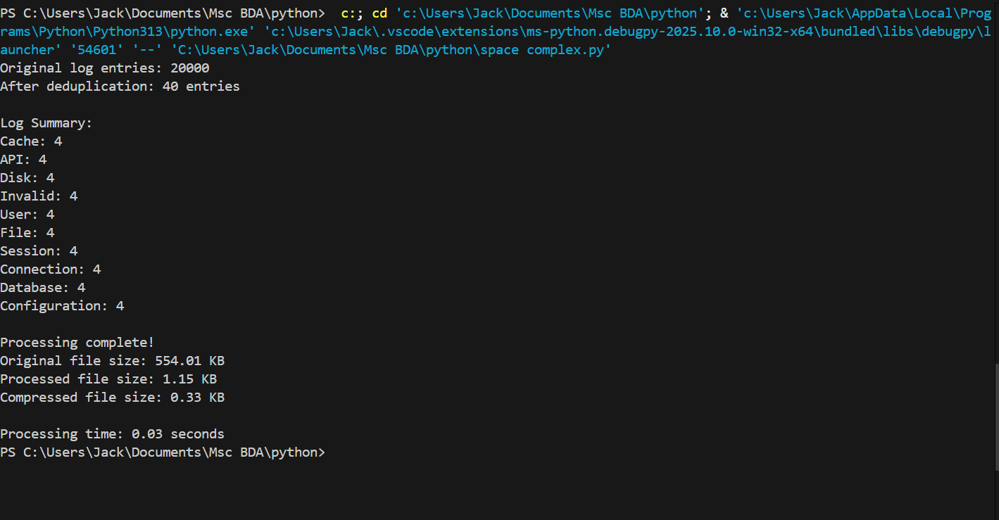 PS C:\Users\Jack\Documents\Msc BDA\python>  c:; cd 'c:\Users\Jack\Documents\Msc BDA\python'; & 'c:\Users\Jack\AppData\Local\Prog
rams\Python\Python313\python.exe' 'c:\Users\Jack\.vscode\extensions\ms-python.debugpy-2025.10.0-win32-x64\bundled\libs\debugpy\l
auncher' '54601' '--' 'C:\Users\Jack\Documents\Msc BDA\python\space complex.py'
Original log entries: 20000
After deduplication: 40 entries

Log Summary:
Cache: 4
API: 4
Disk: 4
Invalid: 4
User: 4
File: 4
Session: 4
Connection: 4
Database: 4
Configuration: 4

Processing complete!
Original file size: 554.01 KB
Processed file size: 1.15 KB
Compressed file size: 0.33 KB

Processing time: 0.03 seconds
PS C:\Users\Jack\Documents\Msc BDA\python>